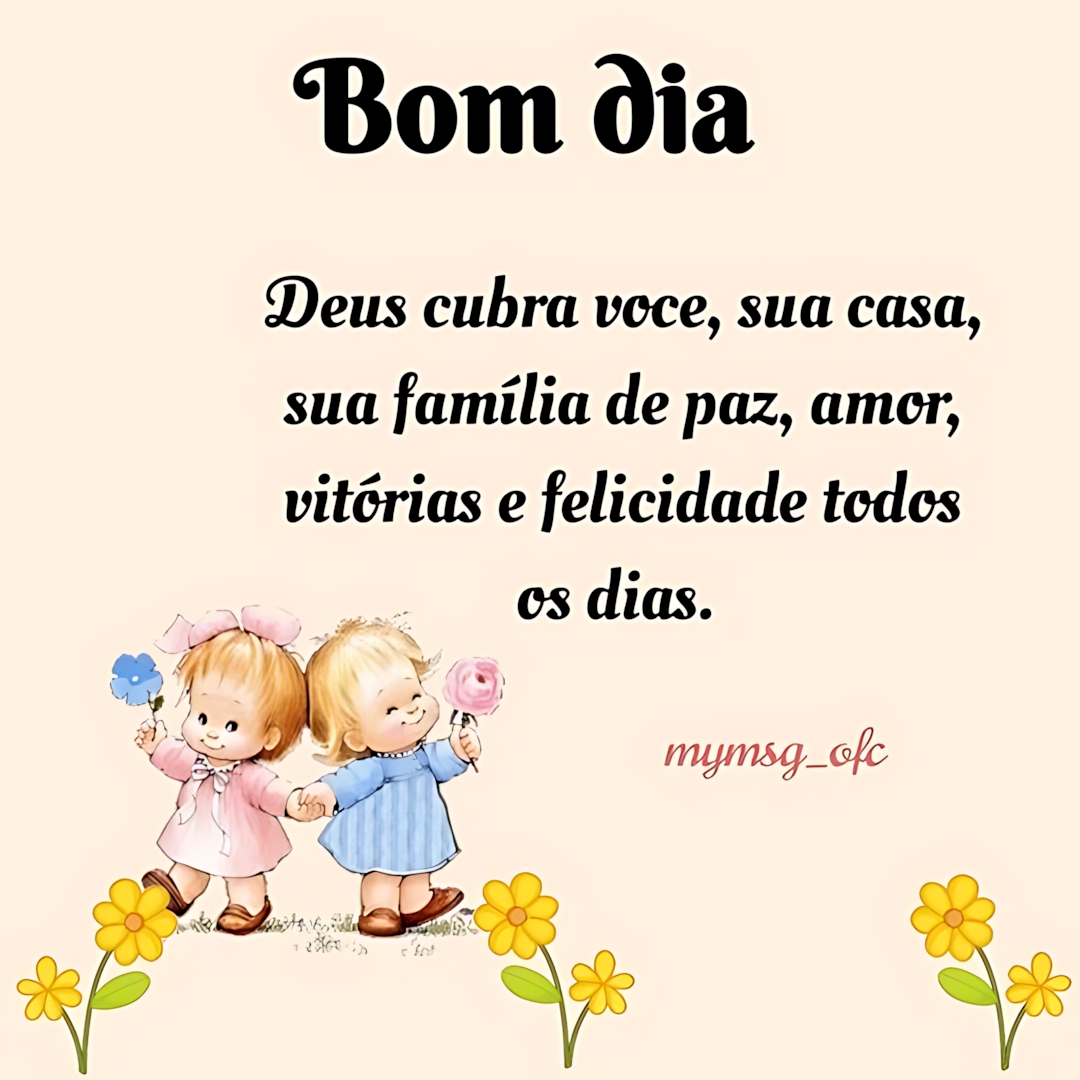 Bom dia
Deus cubra voce, sua casa,
sua família de paz, amor,
vitórias e felicidade todos
os dias.
mymsg_ofc